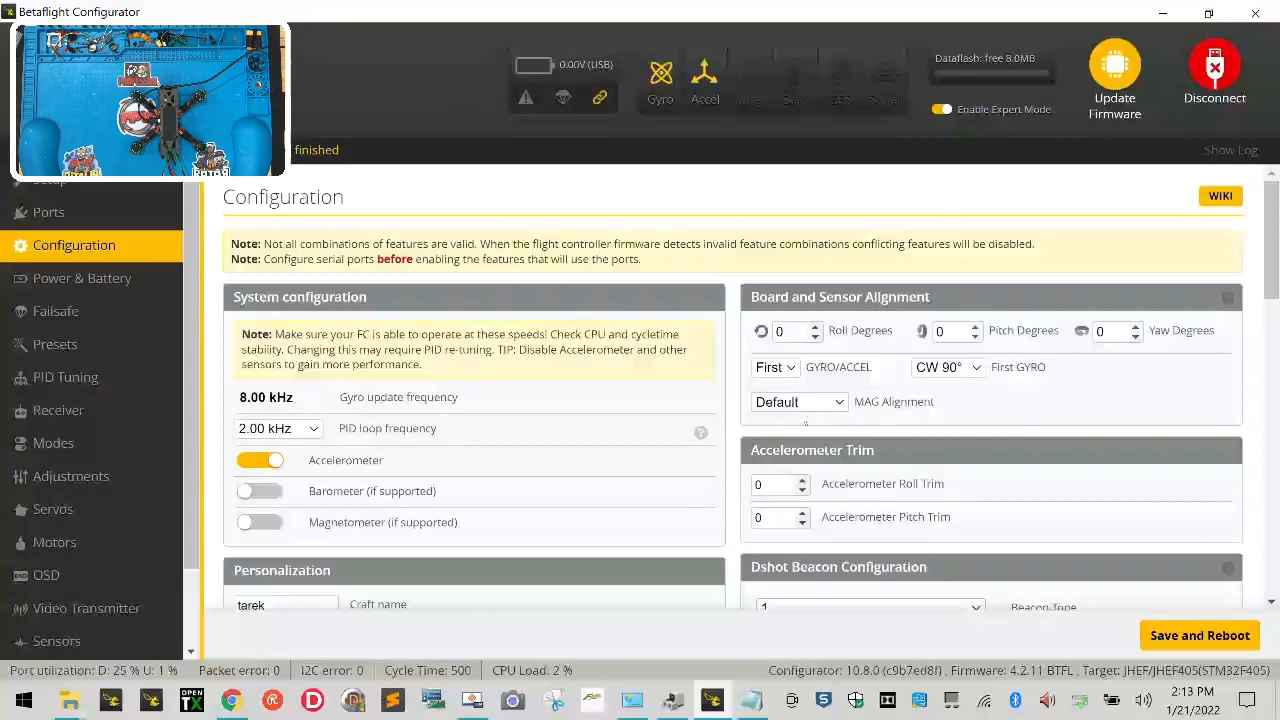 Betaflight Configurator
0.00V (USB)
Gyro
Accel
Dataflash: free 8.0MB
Enable Expert Mode
Update
Firmware
Disconnect
finished
Show Log
Setup
Ports
Configuration
Power & Battery
Failsafe
Presets
PID Tuning
Receiver
Modes
Adjustments
Servos
Motors
OSD
Video Transmitter
Sensors
Configuration
WIKI
Note: Not all combinations of features are valid. When the flight controller firmware detects invalid feature combinations conflicting features will be disabled.
Note: Configure serial ports before enabling the features that will use the ports.
System configuration
Note: Make sure your FC is able to operate at these speeds! Check CPU and cycletime
stability. Changing this may require PID re-tuning. TIP: Disable Accelerometer and other
sensors to gain more performance.
8.00 kHz Gyro update frequency
2.00 kHz PID loop frequency
Accelerometer
Barometer (if supported)
Magnetometer (if supported)
Personalization
tarek Craft name
Board and Sensor Alignment
0 Roll Degrees 0 Pitch Degrees 0 Yaw Degrees
First GYRO/ACCEL CW 90° First GYRO
Default MAG Alignment
Accelerometer Trim
0 Accelerometer Roll Trim
0 Accelerometer Pitch Trim
Dshot Beacon Configuration
1 Beacon Tone
Save and Reboot
Port utilization: D: 25 % U: 1 % Packet error: 0 I2C error: 0 Cycle Time: 500 CPU Load: 2 %
Configurator: 10.8.0 (c9b7ed8f), Firmware: 4.2.11 BTFL, Target: JHEF/JHEF405(STM32F405)
OPEN
TX
2:13 PM
1/21/2022